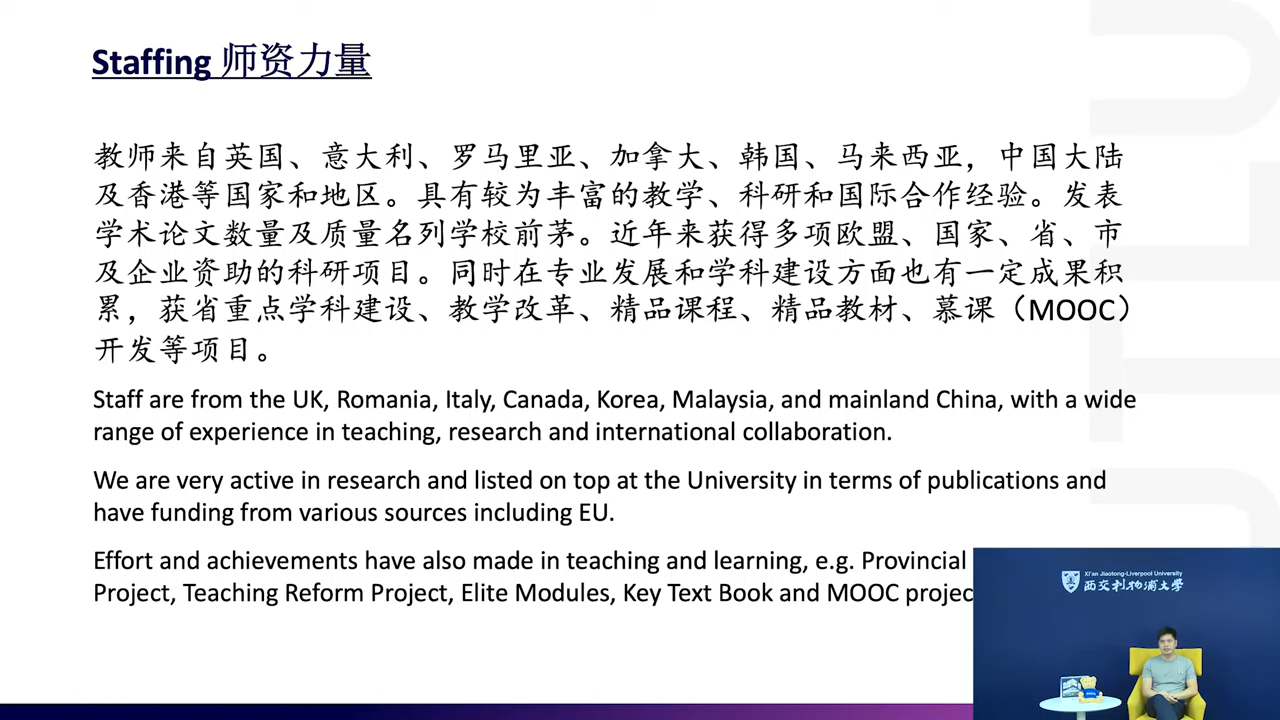 Staffing 师资力量
教师来自英国、意大利、罗马里亚、加拿大、韩国、马来西亚，中国大陆
及香港等国家和地区。具有较为丰富的教学、科研和国际合作经验。发表
学术论文数量及质量名列学校前茅。近年来获得多项欧盟、国家、省、市
及企业资助的科研项目。同时在专业发展和学科建设方面也有一定成果积
累，获省重点学科建设、教学改革、精品课程、精品教材、慕课（MOOC）
开发等项目。
Staff are from the UK, Romania, Italy, Canada, Korea, Malaysia, and mainland China, with a wide
range of experience in teaching, research and international collaboration.
We are very active in research and listed on top at the University in terms of publications and
have funding from various sources including EU.
Effort and achievements have also made in teaching and learning, e.g. Provincial
Project, Teaching Reform Project, Elite Modules, Key Text Book and MOOC projec
Xi'an Jiaotong-Liverpool University
西交利物浦大學